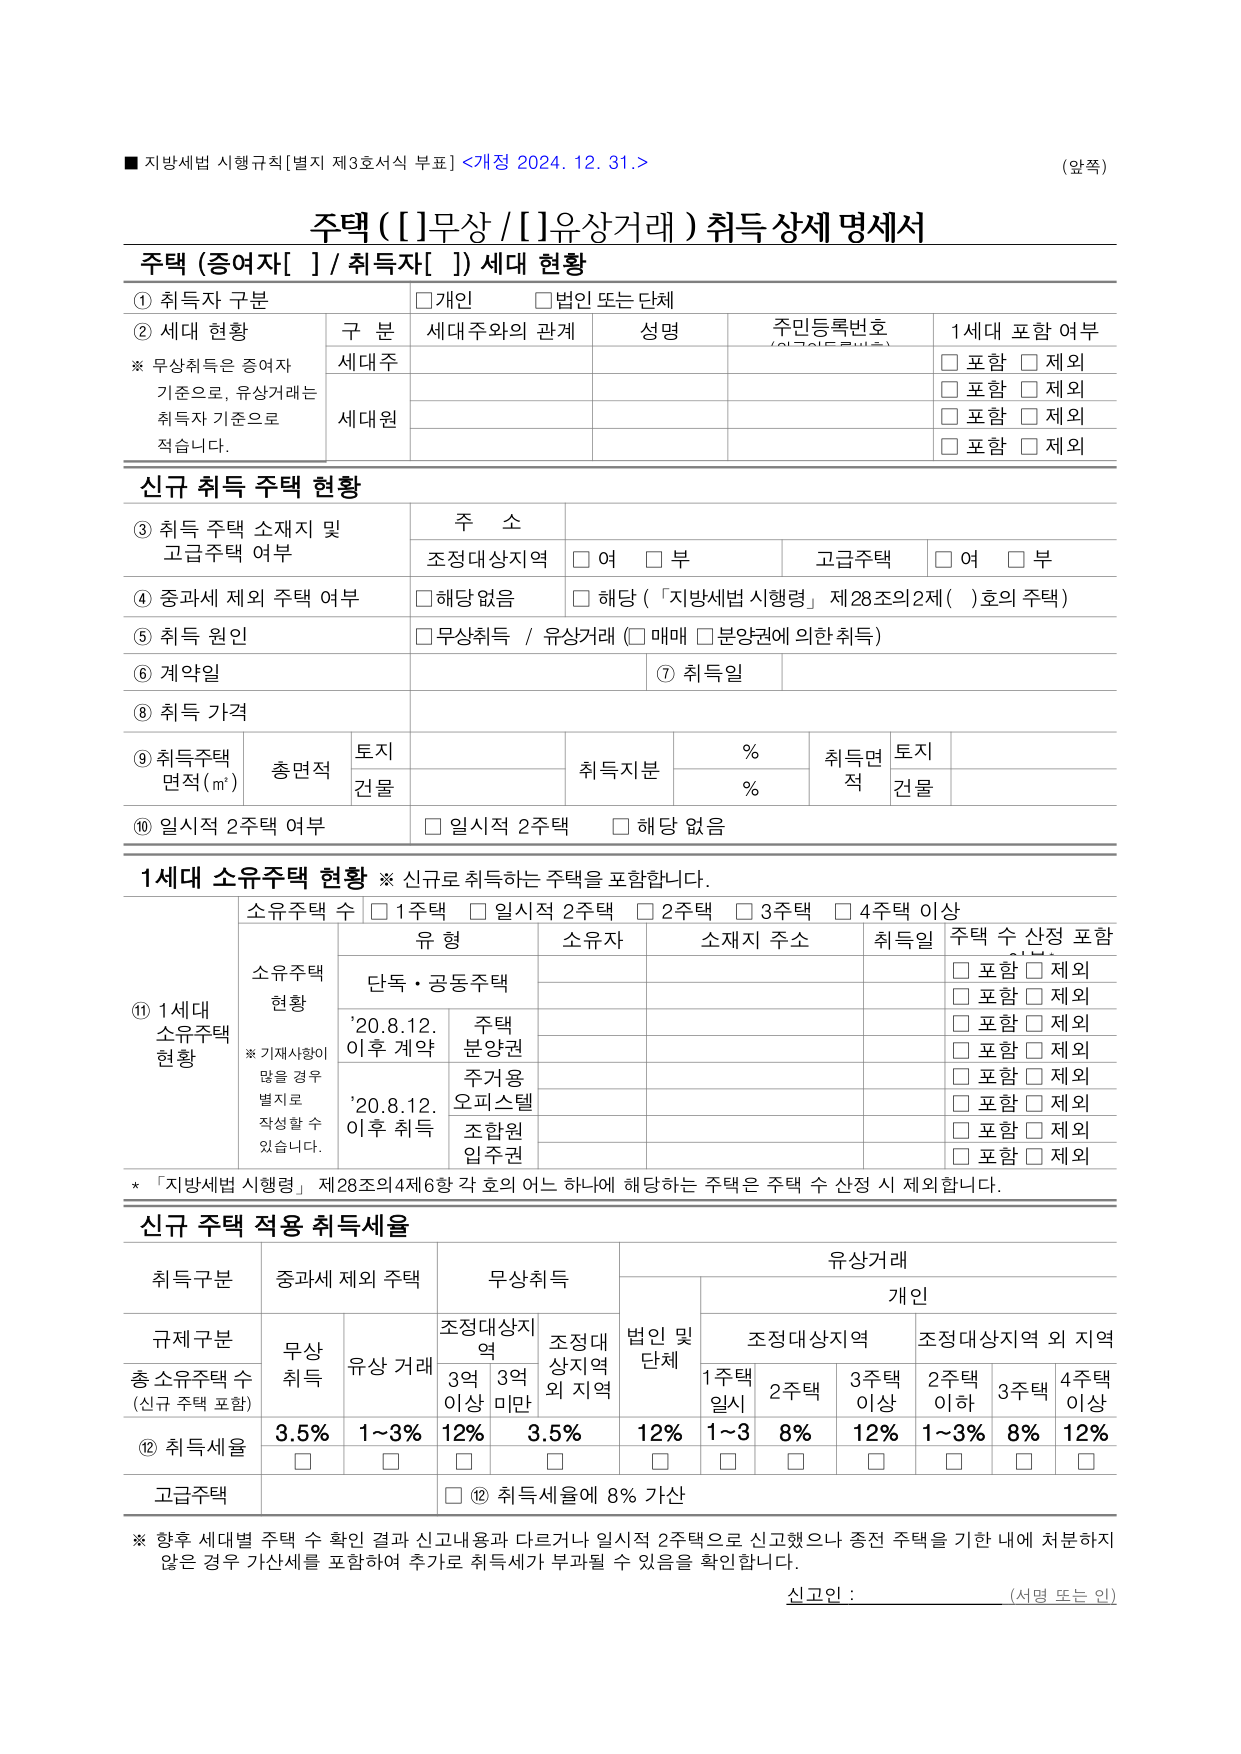 ■ 지방세법 시행규칙[별지 제3호서식 부표] <개정 2024. 12. 31.>
(앞쪽)
주택 ( [ ]무상 / [ ]유상거래 ) 취득 상세 명세서
주택 (증여자[  ] / 취득자[  ]) 세대 현황
① 취득자 구분 □개인 □법인 또는 단체
② 세대 현황 구 분 세대주와의 관계 성명 주민등록번호 1세대 포함 여부
※ 무상취득은 증여자
기준으로, 유상거래는
취득자 기준으로
적습니다.
세대주 □ 포함 □ 제외
□ 포함 □ 제외
세대원 □ 포함 □ 제외
□ 포함 □ 제외
신규 취득 주택 현황
③ 취득 주택 소재지 및
고급주택 여부
주 소
조정대상지역 □ 여 □ 부 고급주택 □ 여 □ 부
④ 중과세 제외 주택 여부 □해당 없음 □ 해당 (「지방세법 시행령」 제28조의2제(  )호의 주택)
⑤ 취득 원인 □무상취득 / 유상거래 (□ 매매 □분양권에 의한 취득)
⑥ 계약일 ⑦ 취득일
⑧ 취득 가격
⑨ 취득주택
면적(㎡)
총면적
토지
건물
취득지분
%
%
취득면
적
토지
건물
⑩ 일시적 2주택 여부 □ 일시적 2주택 □ 해당 없음
1세대 소유주택 현황 ※ 신규로 취득하는 주택을 포함합니다.
⑪ 1세대
소유주택
현황
소유주택 수 □ 1주택 □ 일시적 2주택 □ 2주택 □ 3주택 □ 4주택 이상
소유주택
현황
※ 기재사항이
많을 경우
별지로
작성할 수
있습니다.
유 형 소유자 소재지 주소 취득일 주택 수 산정 포함
단독・공동주택
□ 포함 □ 제외
□ 포함 □ 제외
'20.8.12.
이후 계약
주택
분양권
□ 포함 □ 제외
□ 포함 □ 제외
'20.8.12.
이후 취득
주거용
오피스텔
□ 포함 □ 제외
□ 포함 □ 제외
조합원
입주권
□ 포함 □ 제외
□ 포함 □ 제외
* 「지방세법 시행령」 제28조의4제6항 각 호의 어느 하나에 해당하는 주택은 주택 수 산정 시 제외합니다.
신규 주택 적용 취득세율
취득구분 중과세 제외 주택 무상취득 유상거래
개인
규제구분
무상
취득
유상 거래
조정대상지
역
조정대
상지역
외 지역
법인 및
단체
조정대상지역 조정대상지역 외 지역
총 소유주택 수
(신규 주택 포함)
3억
이상
3억
미만
1주택
일시
2주택
3주택
이상
2주택
이하
3주택
4주택
이상
⑫ 취득세율
3.5% 1~3% 12% 3.5% 12% 1~3 8% 12% 1~3% 8% 12%
□ □ □ □ □ □ □ □ □ □ □
고급주택 □ ⑫ 취득세율에 8% 가산
※ 향후 세대별 주택 수 확인 결과 신고내용과 다르거나 일시적 2주택으로 신고했으나 종전 주택을 기한 내에 처분하지
않은 경우 가산세를 포함하여 추가로 취득세가 부과될 수 있음을 확인합니다.
신고인 : (서명 또는 인)